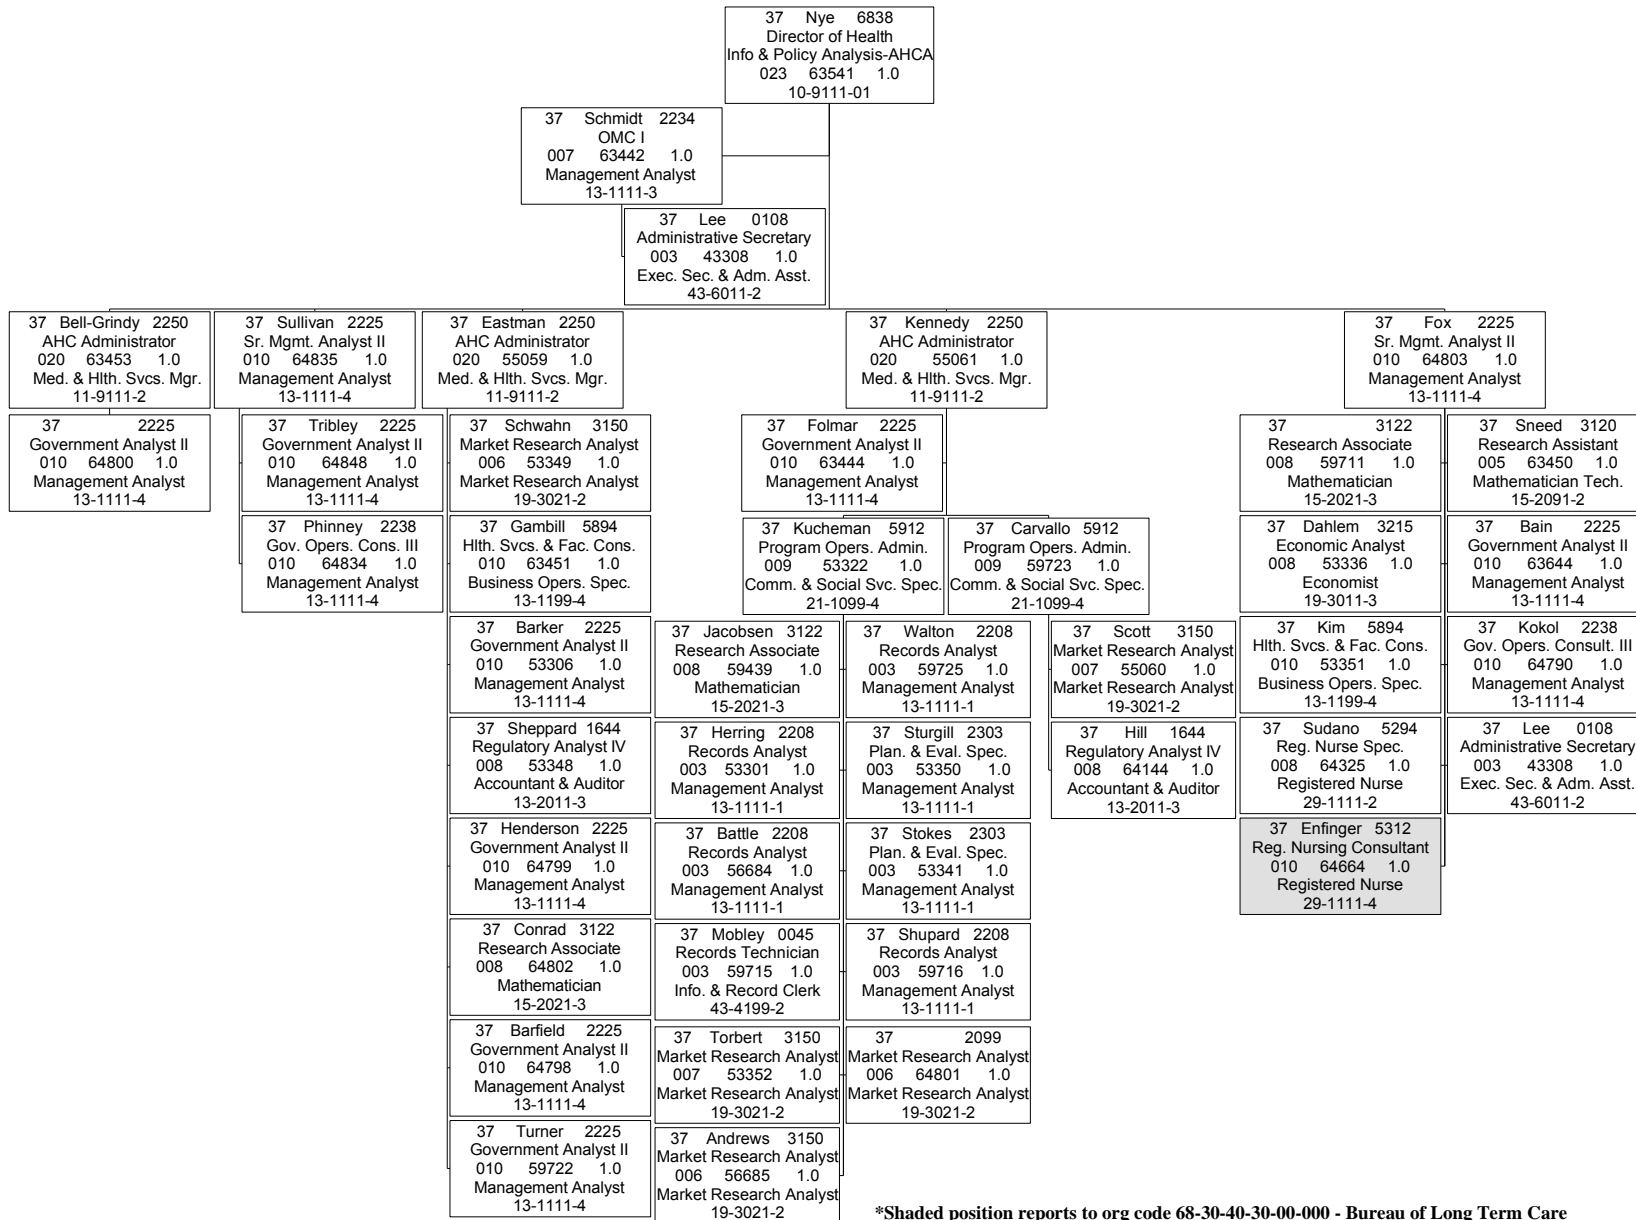 37 Nye 6838
Director of Health
Info & Policy Analysis-AHCA
023 63541 1.0
10-9111-01
37 Schmidt 2234
OMC I
007 63442 1.0
Management Analyst
13-1111-3
37 Lee 0108
Administrative Secretary
003 43308 1.0
Exec. Sec. & Adm. Asst.
43-6011-2
37 Bell-Grindy 2250
AHC Administrator
020 63453 1.0
Med. & Hlth. Svcs. Mgr.
11-9111-2
37 2225
Government Analyst II
010 64800 1.0
Management Analyst
13-1111-4
37 Sullivan 2225
Sr. Mgmt. Analyst II
010 64835 1.0
Management Analyst
13-1111-4
37 Tribley 2225
Government Analyst II
010 64848 1.0
Management Analyst
13-1111-4
37 Phinney 2238
Gov. Opers. Cons. III
010 64834 1.0
Management Analyst
13-1111-4
37 Eastman 2250
AHC Administrator
020 55059 1.0
Med. & Hlth. Svcs. Mgr.
11-9111-2
37 Schwahn 3150
Market Research Analyst
006 53349 1.0
Market Research Analyst
19-3021-2
37 Gambill 5894
Hlth. Svcs. & Fac. Cons.
010 63451 1.0
Business Opers. Spec.
13-1199-4
37 Barker 2225
Government Analyst II
010 53306 1.0
Management Analyst
13-1111-4
37 Sheppard 1644
Regulatory Analyst IV
008 53348 1.0
Accountant & Auditor
13-2011-3
37 Henderson 2225
Government Analyst II
010 64799 1.0
Management Analyst
13-1111-4
37 Conrad 3122
Research Associate
008 64802 1.0
Mathematician
15-2021-3
37 Barfield 2225
Government Analyst II
010 64798 1.0
Management Analyst
13-1111-4
37 Turner 2225
Government Analyst II
010 59722 1.0
Management Analyst
13-1111-4
37 Kennedy 2250
AHC Administrator
020 55061 1.0
Med. & Hlth. Svcs. Mgr.
11-9111-2
37 Folmar 2225
Government Analyst II
010 63444 1.0
Management Analyst
13-1111-4
37 Kucheman 5912
Program Opers. Admin.
009 53322 1.0
Comm. & Social Svc. Spec.
21-1099-4
37 Carvallo 5912
Program Opers. Admin.
009 59723 1.0
Comm. & Social Svc. Spec.
21-1099-4
37 Jacobsen 3122
Research Associate
008 59439 1.0
Mathematician
15-2021-3
37 Walton 2208
Records Analyst
003 59725 1.0
Management Analyst
13-1111-1
37 Herring 2208
Records Analyst
003 53301 1.0
Management Analyst
13-1111-1
37 Sturgill 2303
Plan. & Eval. Spec.
003 53350 1.0
Management Analyst
13-1111-1
37 Battle 2208
Records Analyst
003 56684 1.0
Management Analyst
13-1111-1
37 Stokes 2303
Plan. & Eval. Spec.
003 53341 1.0
Management Analyst
13-1111-1
37 Mobley 0045
Records Technician
003 59715 1.0
Info. & Record Clerk
43-4199-2
37 Shupard 2208
Records Analyst
003 59716 1.0
Management Analyst
13-1111-1
37 Torbert 3150
Market Research Analyst
007 53352 1.0
Market Research Analyst
19-3021-2
37 2099
Market Research Analyst
006 64801 1.0
Market Research Analyst
19-3021-2
37 Andrews 3150
Market Research Analyst
006 56685 1.0
Market Research Analyst
19-3021-2
37 Scott 3150
Market Research Analyst
007 55060 1.0
Market Research Analyst
19-3021-2
37 Hill 1644
Regulatory Analyst IV
008 64144 1.0
Accountant & Auditor
13-2011-3
37 Fox 2225
Sr. Mgmt. Analyst II
010 64803 1.0
Management Analyst
13-1111-4
37 3122
Research Associate
008 59711 1.0
Mathematician
15-2021-3
37 Sneed 3120
Research Assistant
005 63450 1.0
Mathematician Tech.
15-2091-2
37 Dahlem 3215
Economic Analyst
008 53336 1.0
Economist
19-3011-3
37 Bain 2225
Government Analyst II
010 63644 1.0
Management Analyst
13-1111-4
37 Kim 5894
Hlth. Svcs. & Fac. Cons.
010 53351 1.0
Business Opers. Spec.
13-1199-4
37 Kokol 2238
Gov. Opers. Consult. III
010 64790 1.0
Management Analyst
13-1111-4
37 Sudano 5294
Reg. Nurse Spec.
008 64325 1.0
Registered Nurse
29-1111-2
37 Lee 0108
Administrative Secretary
003 43308 1.0
Exec. Sec. & Adm. Asst.
43-6011-2
37 Enfinger 5312
Reg. Nursing Consultant
010 64664 1.0
Registered Nurse
29-1111-4
*Shaded position reports to org code 68-30-40-30-00-000 - Bureau of Long Term Care